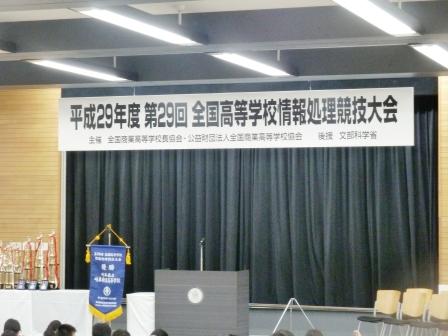 平成29年度 第29回 全国高等学校情報処理競技大会
主催 全国商業高等学校長協会・公益財団法人全国商業高等学校協会 後援 文部科学省
優勝